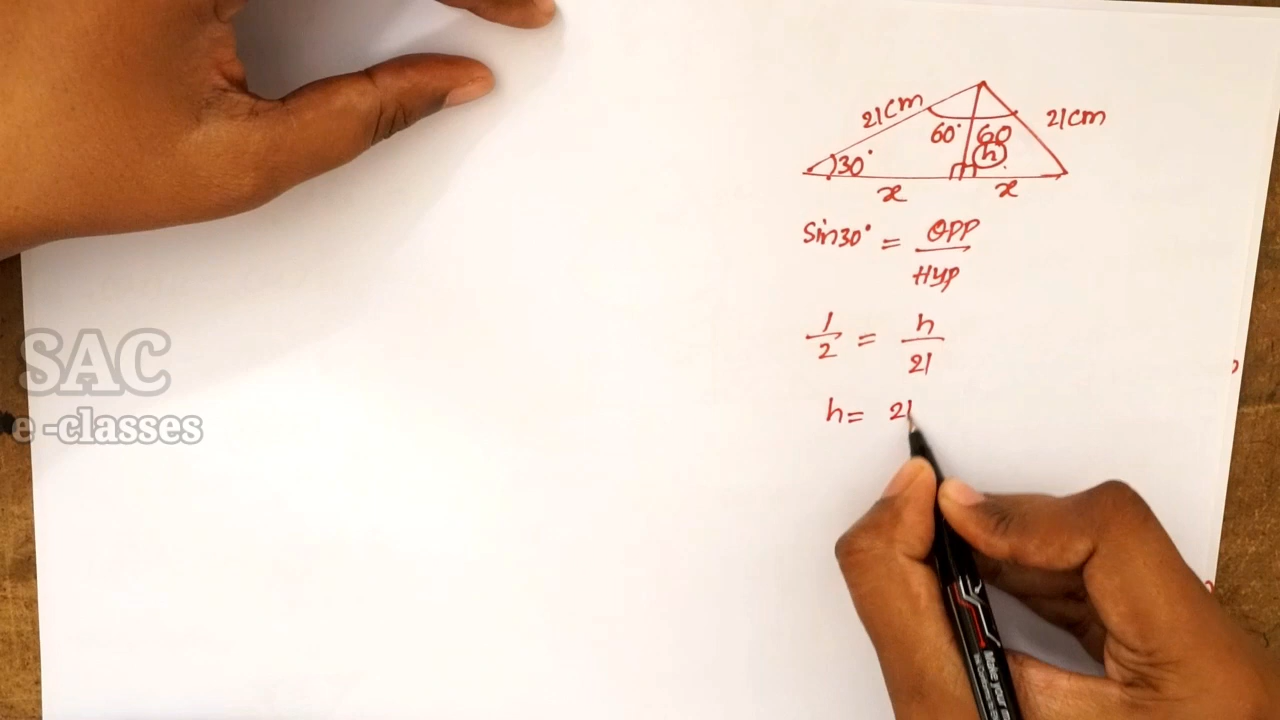 21cm 21cm
60° 60
30° h
x x
sin30° = OPP
Hyp
1/2 = h/21
h = 21
SAC
e -classes